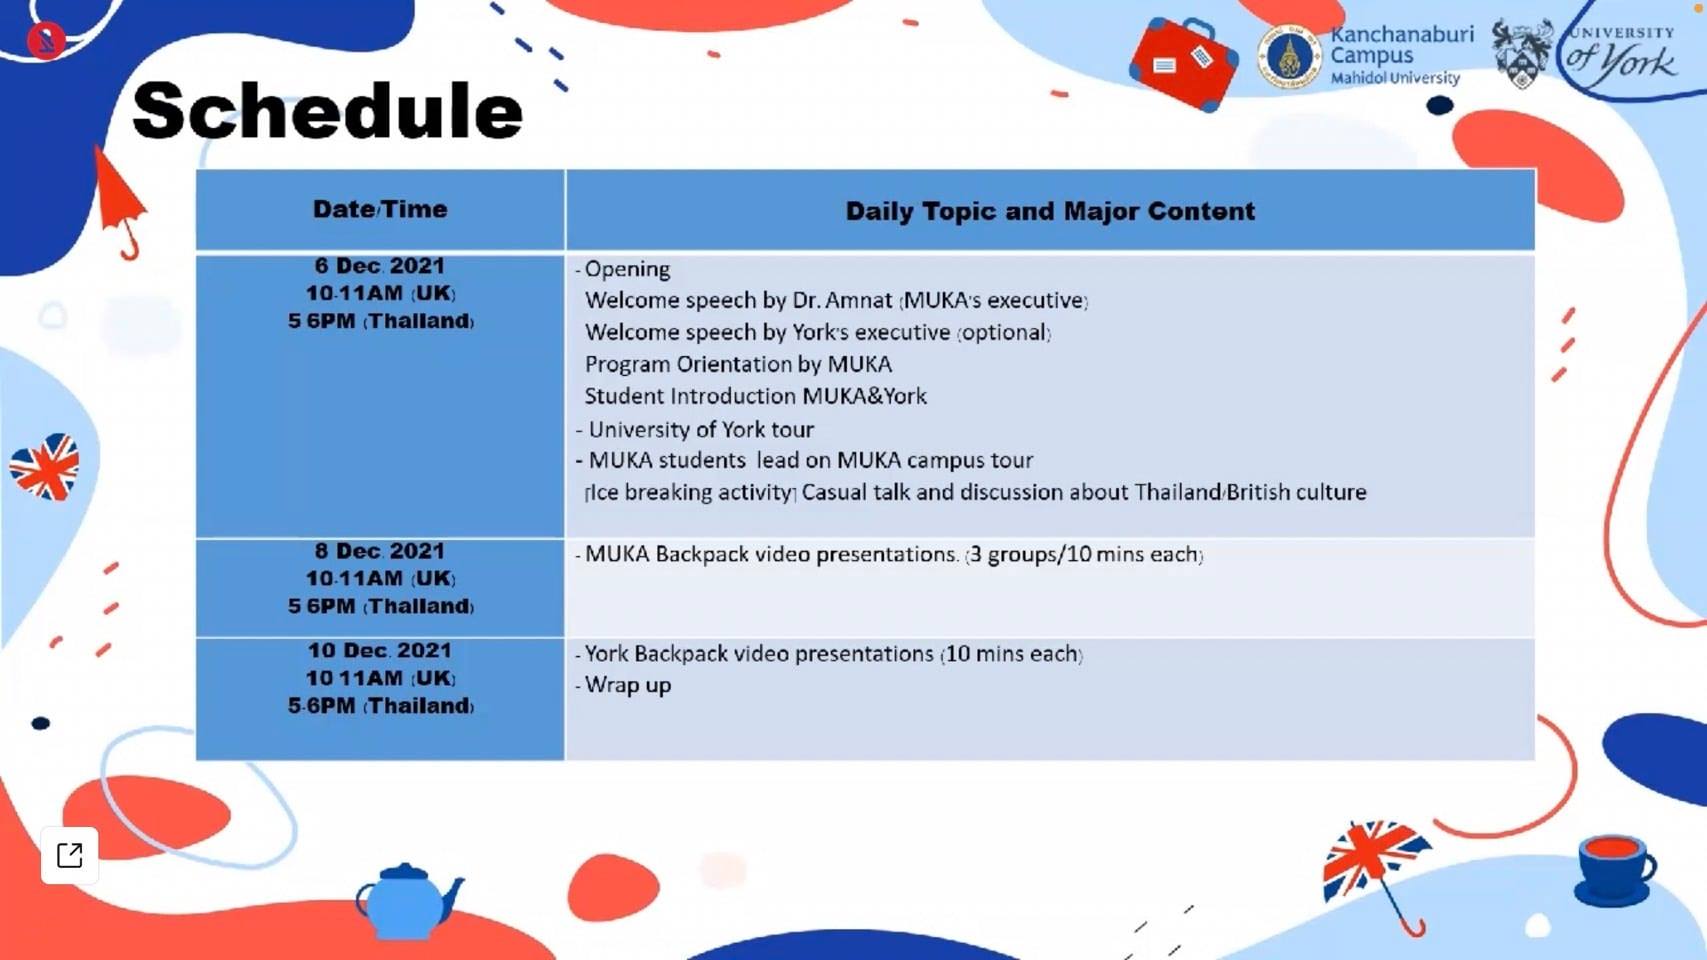 Kanchanaburi
Campus
Mahidol University
UNIVERSITY
of York
Schedule
Date/Time
Daily Topic and Major Content
6 Dec. 2021
10-11AM (UK)
5 6PM (Thailand)
- Opening
Welcome speech by Dr. Amnat (MUKA's executive)
Welcome speech by York's executive (optional)
Program Orientation by MUKA
Student Introduction MUKA&York
- University of York tour
- MUKA students lead on MUKA campus tour
[Ice breaking activity] Casual talk and discussion about Thailand/British culture
8 Dec. 2021
10-11AM (UK)
5 6PM (Thailand)
- MUKA Backpack video presentations. (3 groups/10 mins each)
10 Dec. 2021
10 11AM (UK)
5-6PM (Thailand)
- York Backpack video presentations (10 mins each)
- Wrap up